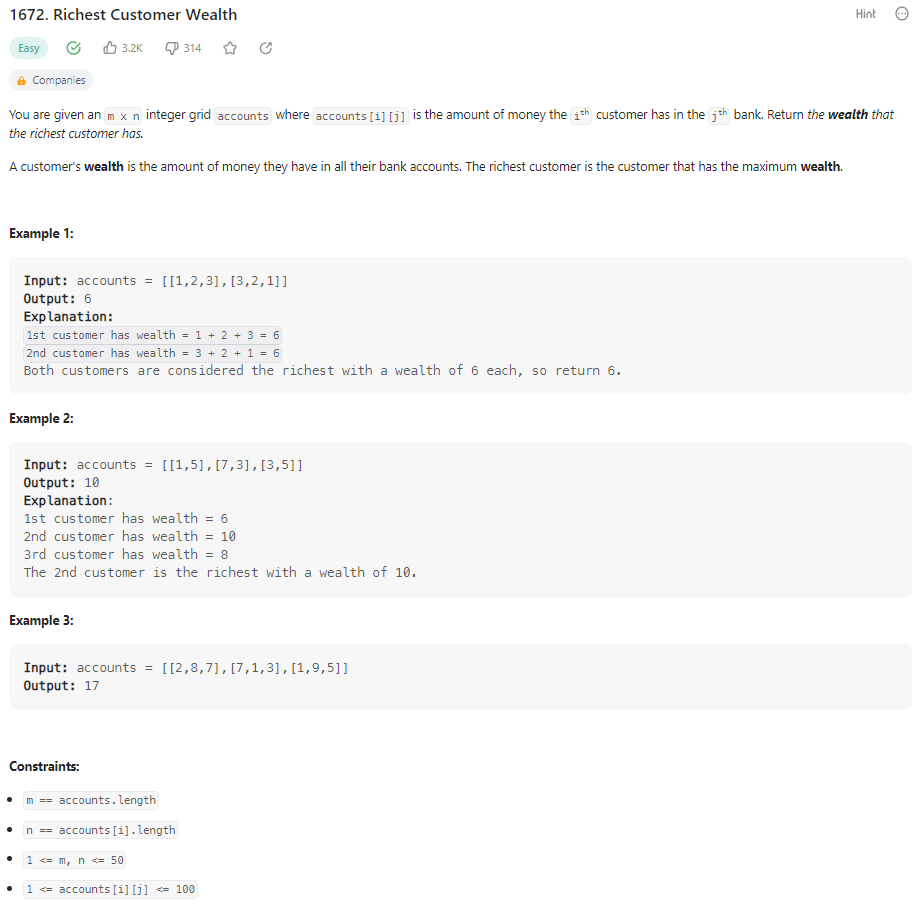 1672. Richest Customer Wealth
Hint
Easy
3.2K
314
Companies
You are given an m x n integer grid accounts where accounts[i][j] is the amount of money the iᵗʰ customer has in the jᵗʰ bank. Return the wealth that
the richest customer has.
A customer's wealth is the amount of money they have in all their bank accounts. The richest customer is the customer that has the maximum wealth.
Example 1:
Input: accounts = [[1,2,3],[3,2,1]]
Output: 6
Explanation:
1st customer has wealth = 1 + 2 + 3 = 6
2nd customer has wealth = 3 + 2 + 1 = 6
Both customers are considered the richest with a wealth of 6 each, so return 6.
Example 2:
Input: accounts = [[1,5],[7,3],[3,5]]
Output: 10
Explanation:
1st customer has wealth = 6
2nd customer has wealth = 10
3rd customer has wealth = 8
The 2nd customer is the richest with a wealth of 10.
Example 3:
Input: accounts = [[2,8,7],[7,1,3],[1,9,5]]
Output: 17
Constraints:
• m == accounts.length
• n == accounts[i].length
• 1 <= m, n <= 50
• 1 <= accounts[i][j] <= 100